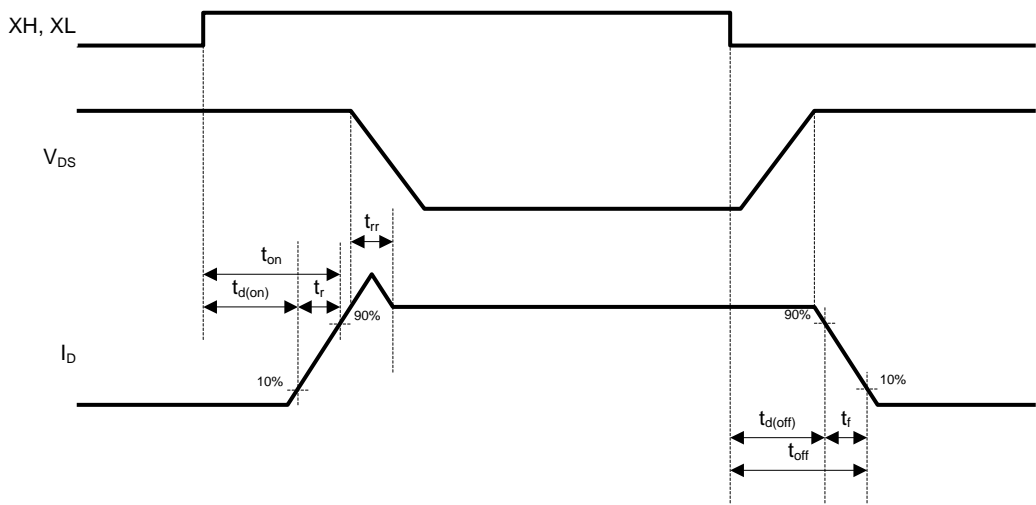 XH, XL
VDS
trr
ton
td(on) tr
90%
90%
ID
10%
10%
td(off) tf
toff